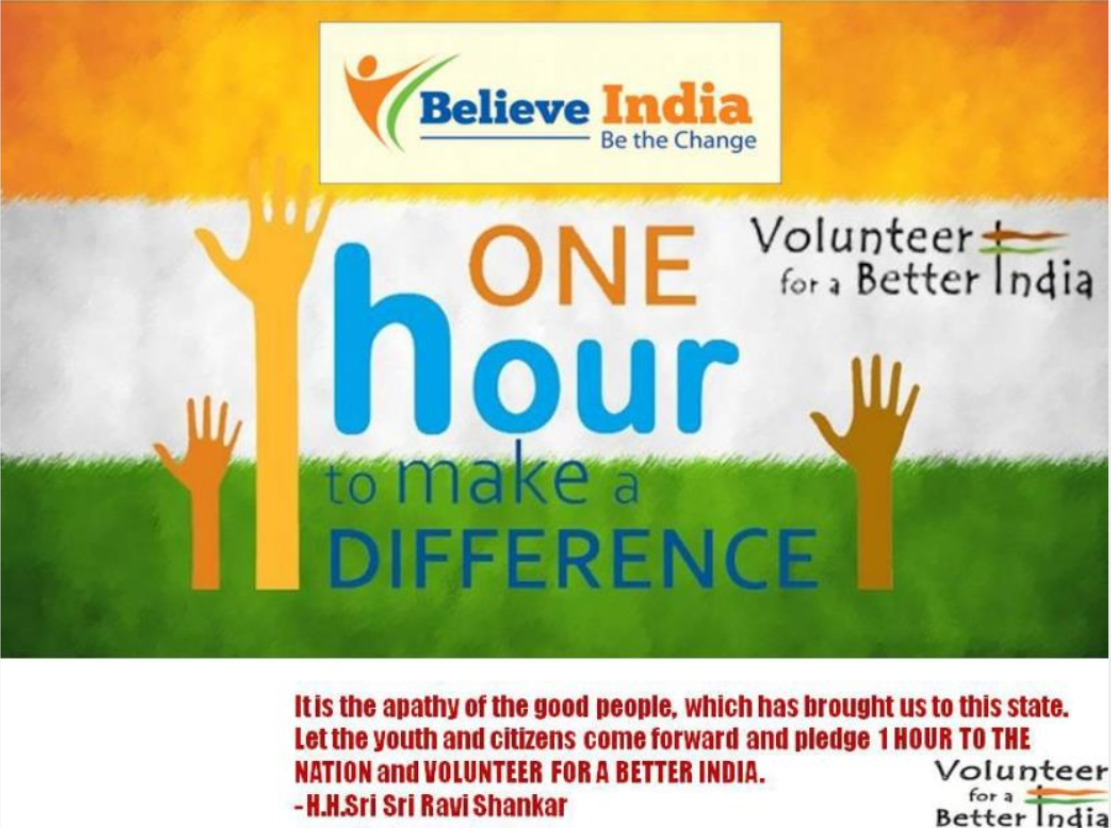 Believe India
Be the Change
ONE
hour
to make a
DIFFERENCE
Volunteer
for a Better India
It is the apathy of the good people, which has brought us to this state.
Let the youth and citizens come forward and pledge 1 HOUR TO THE
NATION and VOLUNTEER FOR A BETTER INDIA.
- H.H.Sri Sri Ravi Shankar
Volunteer
for a
Better India